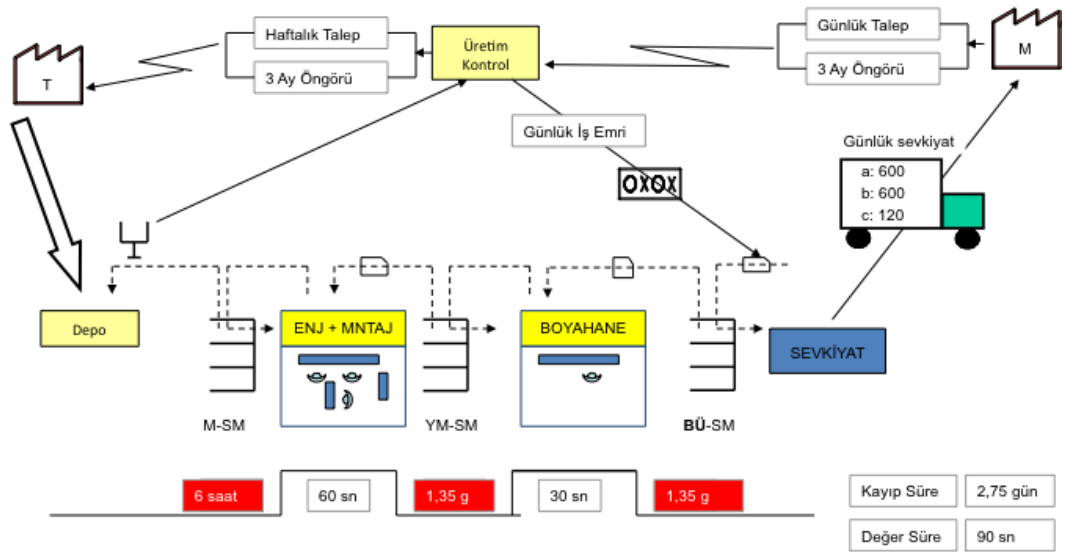 Haftalık Talep
3 Ay Öngörü
Üretim
Kontrol
Günlük Talep
3 Ay Öngörü
M
T
Günlük İş Emri
OXOX
Günlük sevkiyat
a: 600
b: 600
c: 120
Depo
ENJ + MNTAJ
BOYAHANE
SEVKİYAT
M-SM
YM-SM
BÜ-SM
6 saat
60 sn
1,35 g
30 sn
1,35 g
Kayıp Süre
2,75 gün
Değer Süre
90 sn